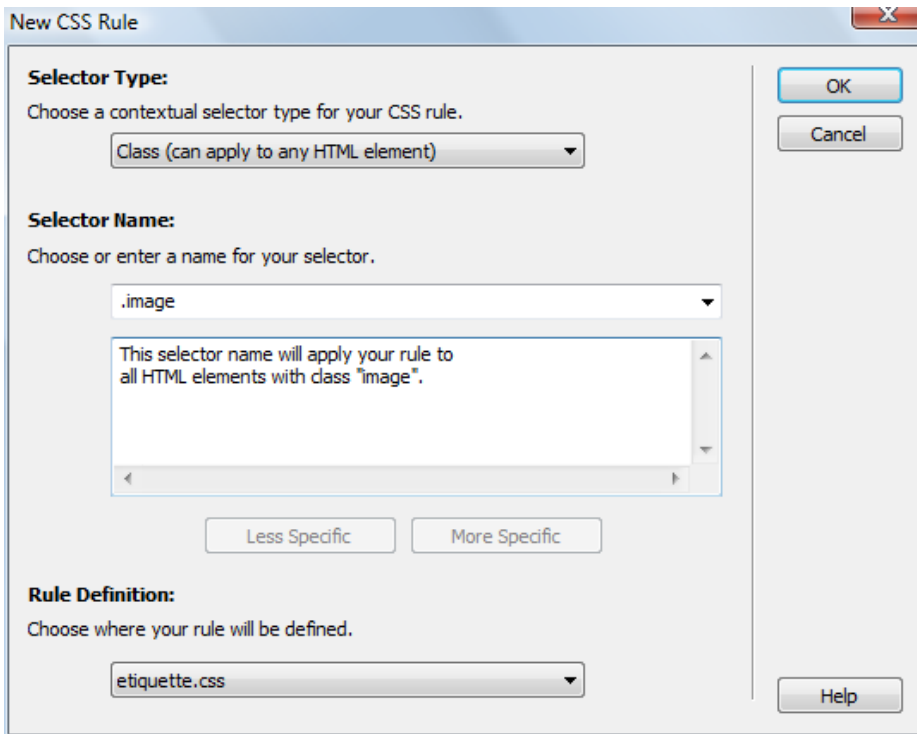 New CSS Rule
X
Selector Type:
Choose a contextual selector type for your CSS rule.
Class (can apply to any HTML element)
OK
Cancel
Selector Name:
Choose or enter a name for your selector.
.image
This selector name will apply your rule to
all HTML elements with class "image".
Less Specific
More Specific
Rule Definition:
Choose where your rule will be defined.
etiquette.css
Help